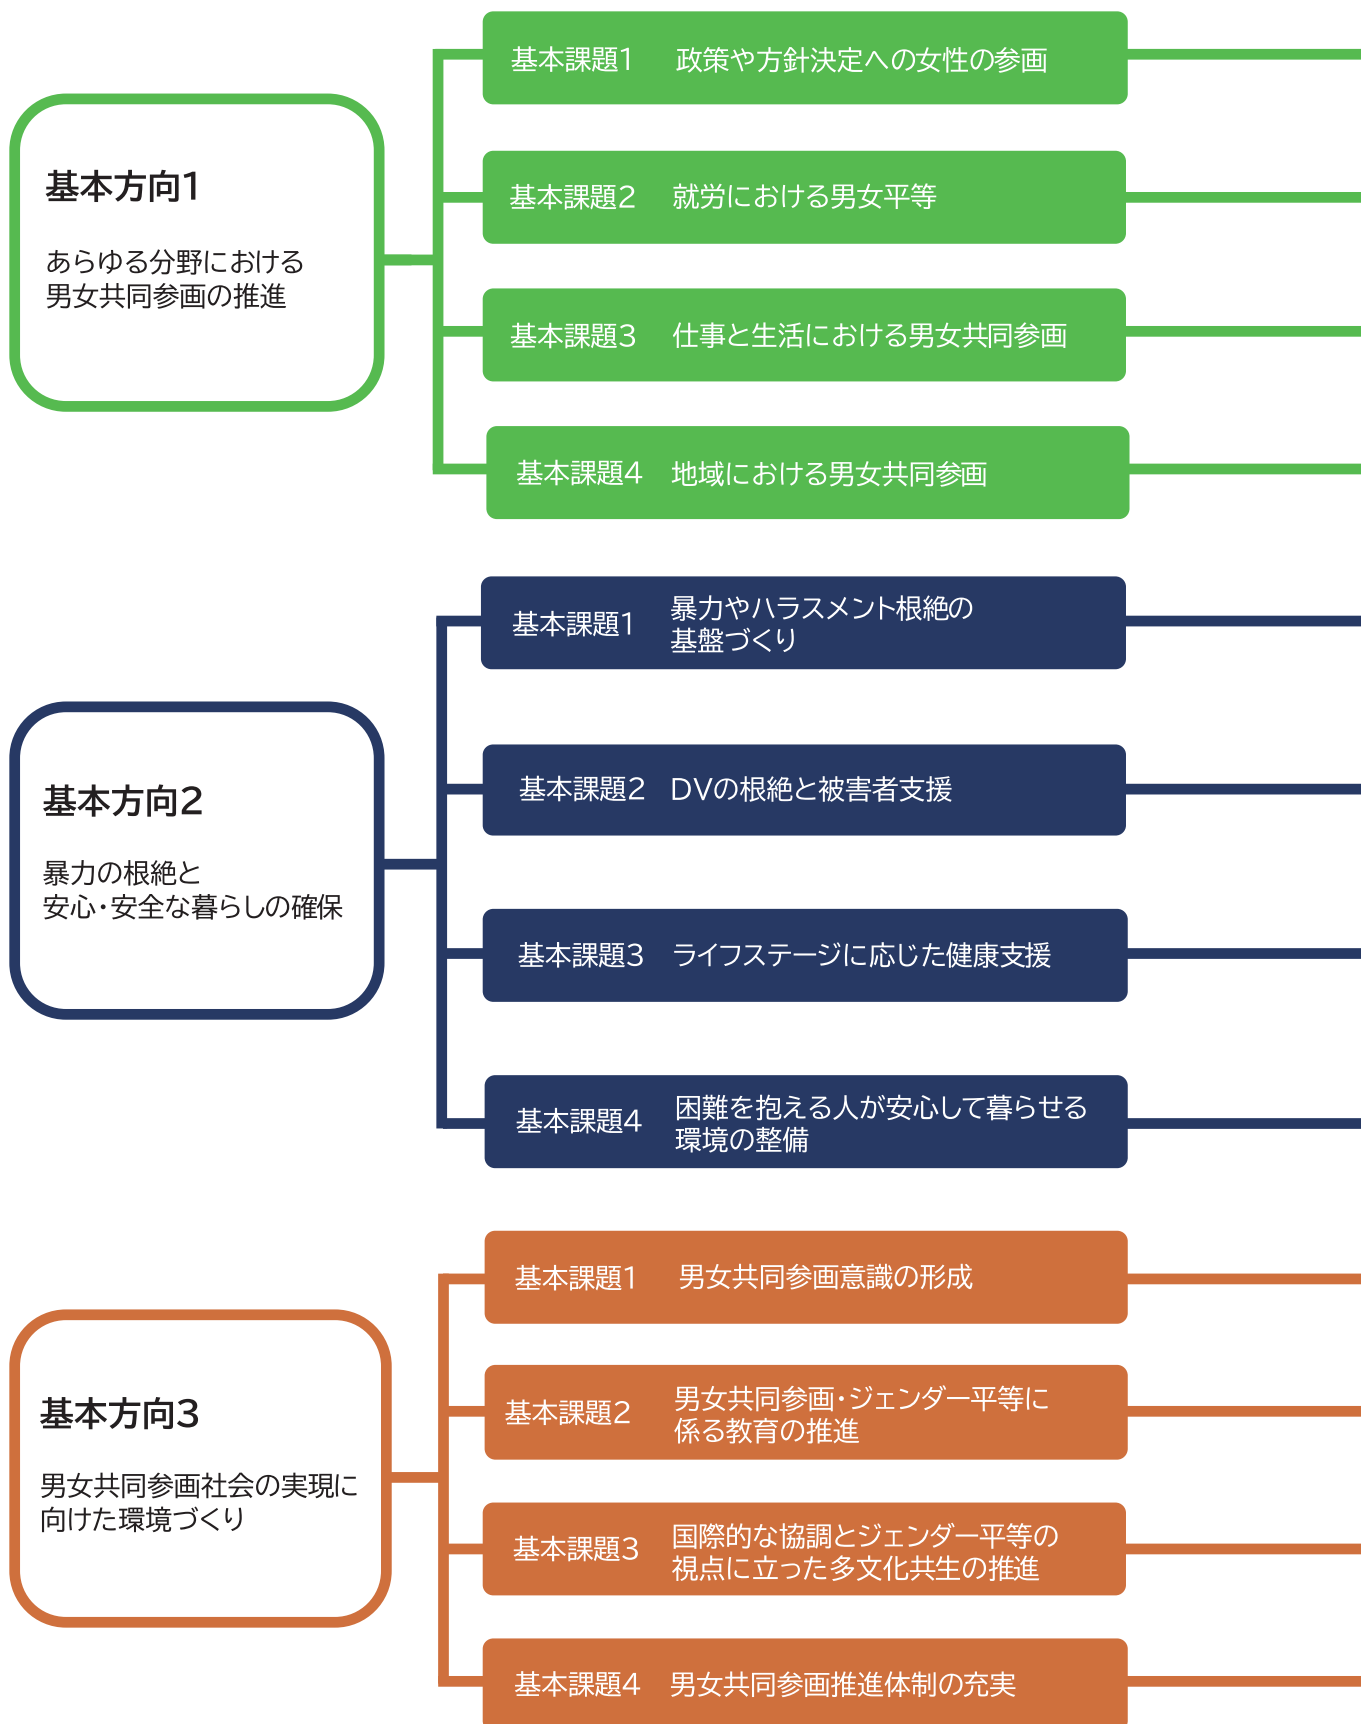 基本方向1
あらゆる分野における
男女共同参画の推進
基本課題1 政策や方針決定への女性の参画
基本課題2 就労における男女平等
基本課題3 仕事と生活における男女共同参画
基本課題4 地域における男女共同参画
基本方向2
暴力の根絶と
安心・安全な暮らしの確保
基本課題1 暴力やハラスメント根絶の
基盤づくり
基本課題2 DVの根絶と被害者支援
基本課題3 ライフステージに応じた健康支援
基本課題4 困難を抱える人が安心して暮らせる
環境の整備
基本方向3
男女共同参画社会の実現に
向けた環境づくり
基本課題1 男女共同参画意識の形成
基本課題2 男女共同参画・ジェンダー平等に
係る教育の推進
基本課題3 国際的な協調とジェンダー平等の
視点に立った多文化共生の推進
基本課題4 男女共同参画推進体制の充実